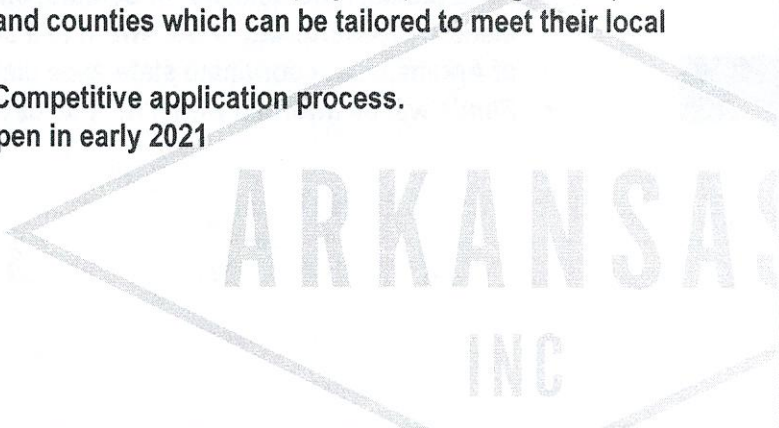 and counties which can be tailored to meet their local
Competitive application process.
pen in early 2021
ARKANSAS
INC